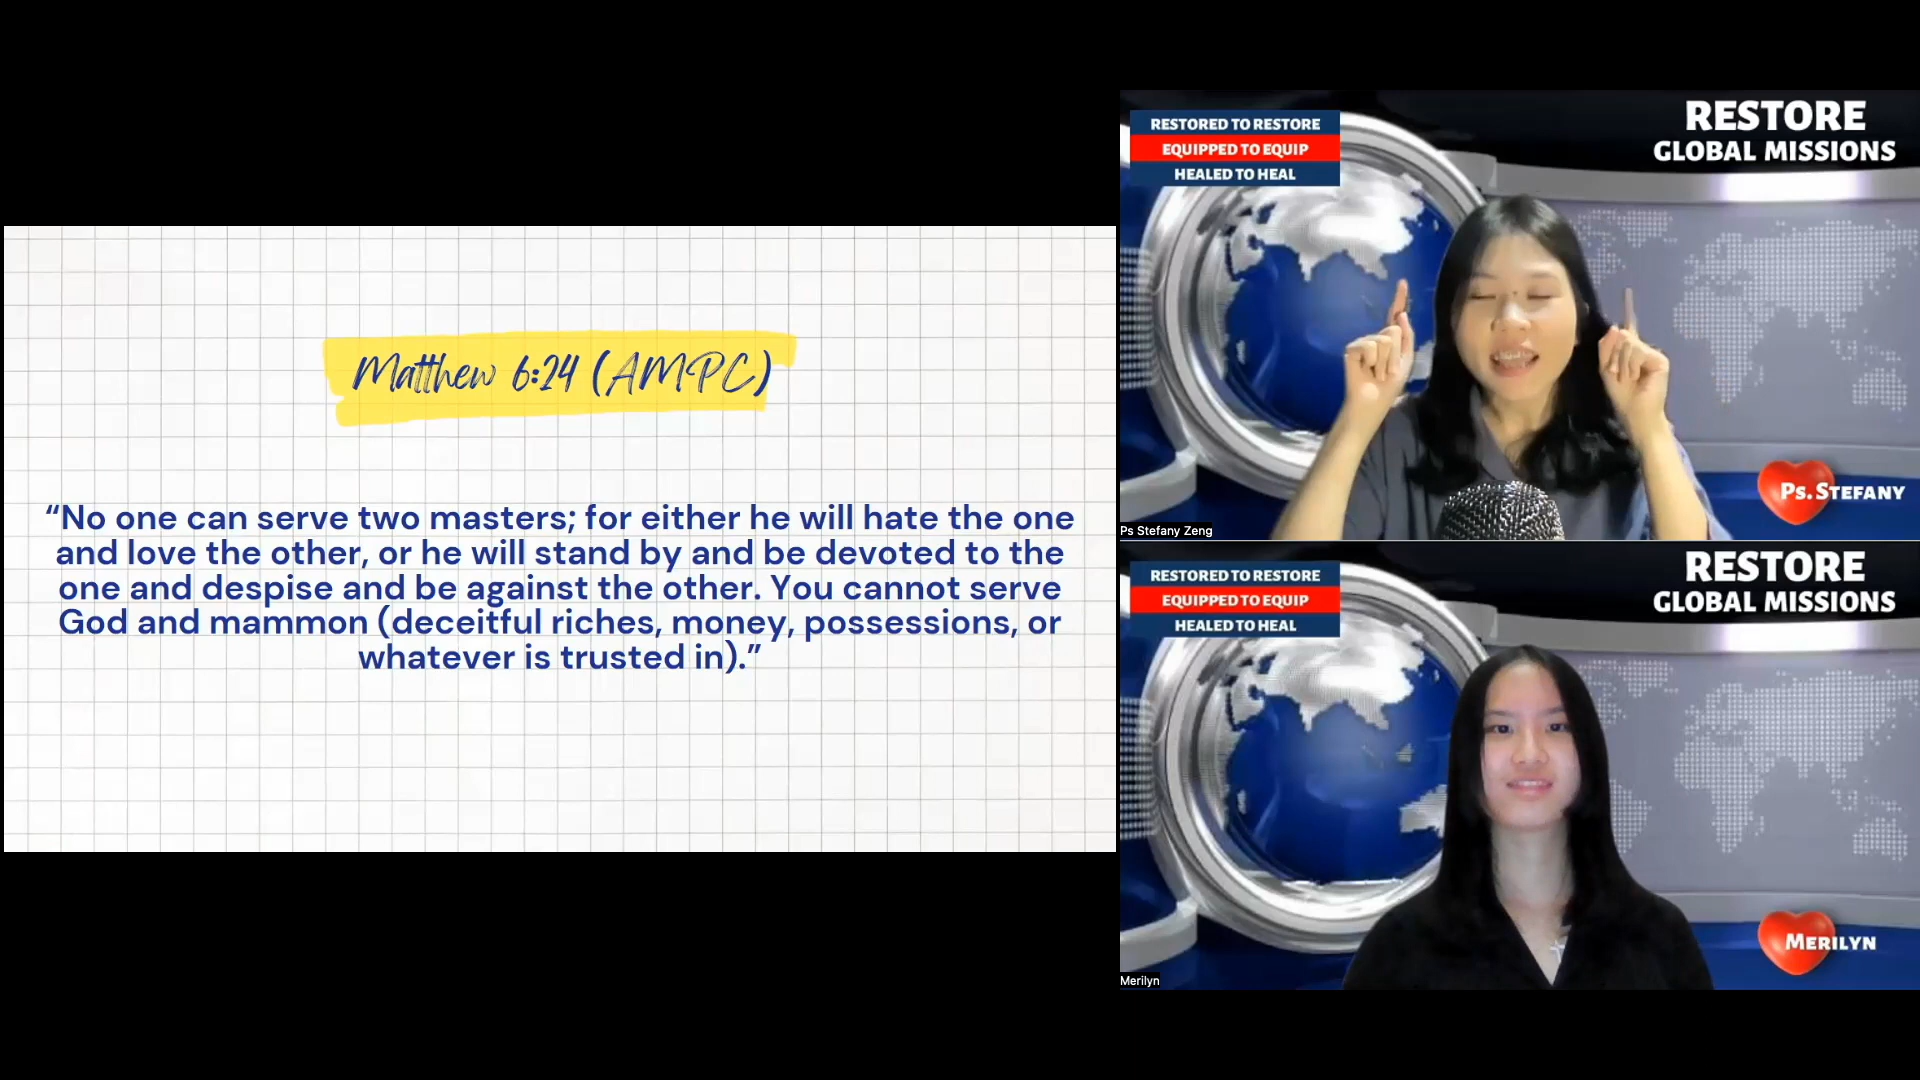 Matthew 6:24 (AMPC)
“No one can serve two masters; for either he will hate the one
and love the other, or he will stand by and be devoted to the
one and despise and be against the other. You cannot serve
God and mammon (deceitful riches, money, possessions, or
whatever is trusted in).”
RESTORED TO RESTORE
EQUIPPED TO EQUIP
HEALED TO HEAL
RESTORE
GLOBAL MISSIONS
Ps. Stefany
Ps Stefany Zeng
RESTORED TO RESTORE
EQUIPPED TO EQUIP
HEALED TO HEAL
RESTORE
GLOBAL MISSIONS
Merilyn
Merilyn